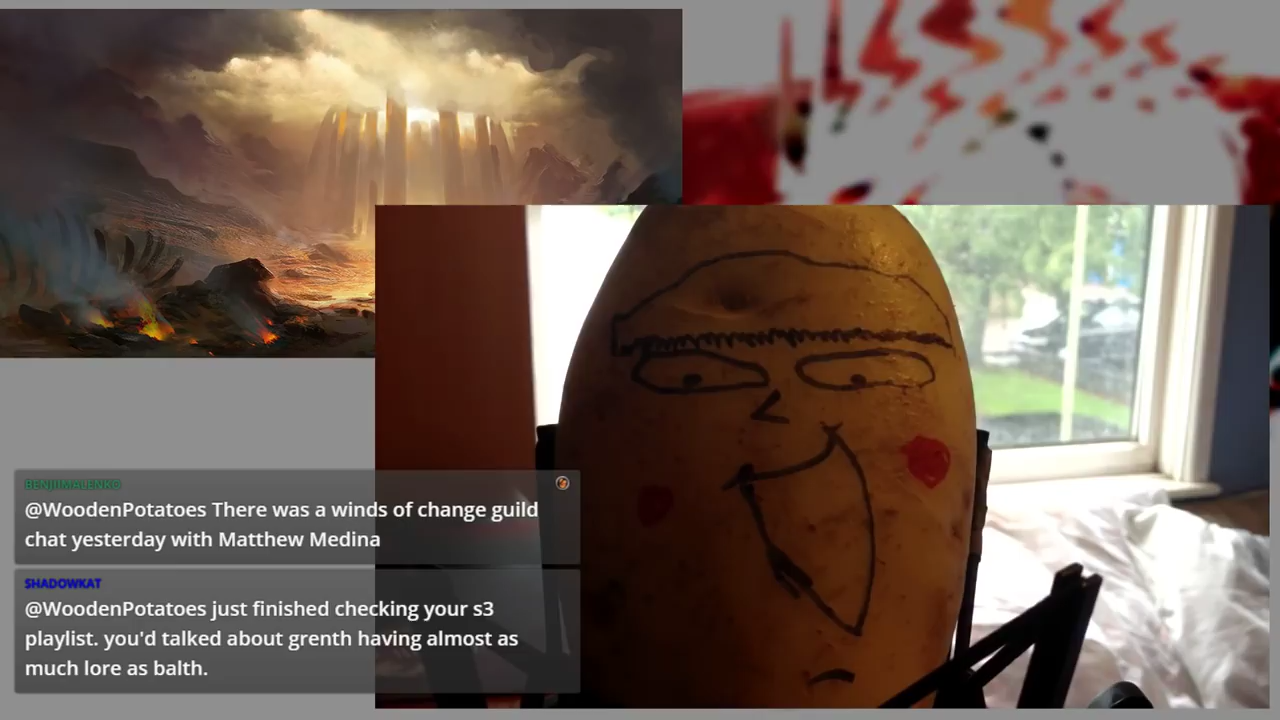 BENJIIMALENKO
@WoodenPotatoes There was a winds of change guild
chat yesterday with Matthew Medina
SHADOWKAT
@WoodenPotatoes just finished checking your s3
playlist. you'd talked about grenth having almost as
much lore as balth.